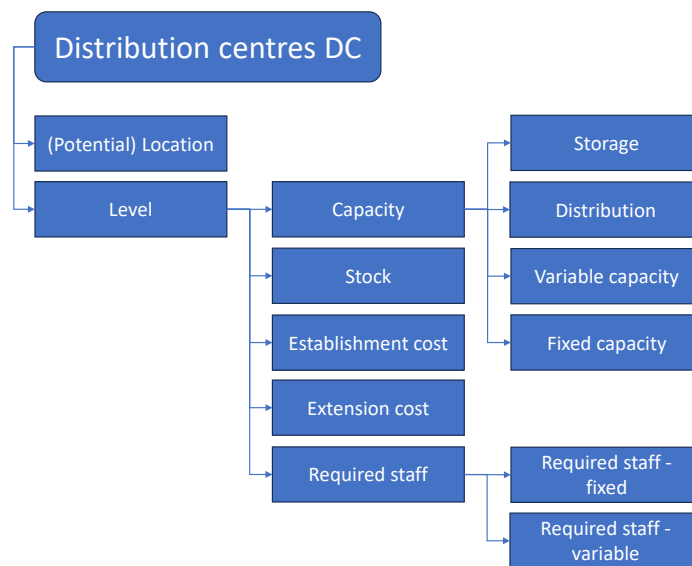 Distribution centres DC
(Potential) Location
Storage
Level
Capacity
Distribution
Stock
Variable capacity
Establishment cost
Fixed capacity
Extension cost
Required staff
Required staff -
fixed
Required staff -
variable